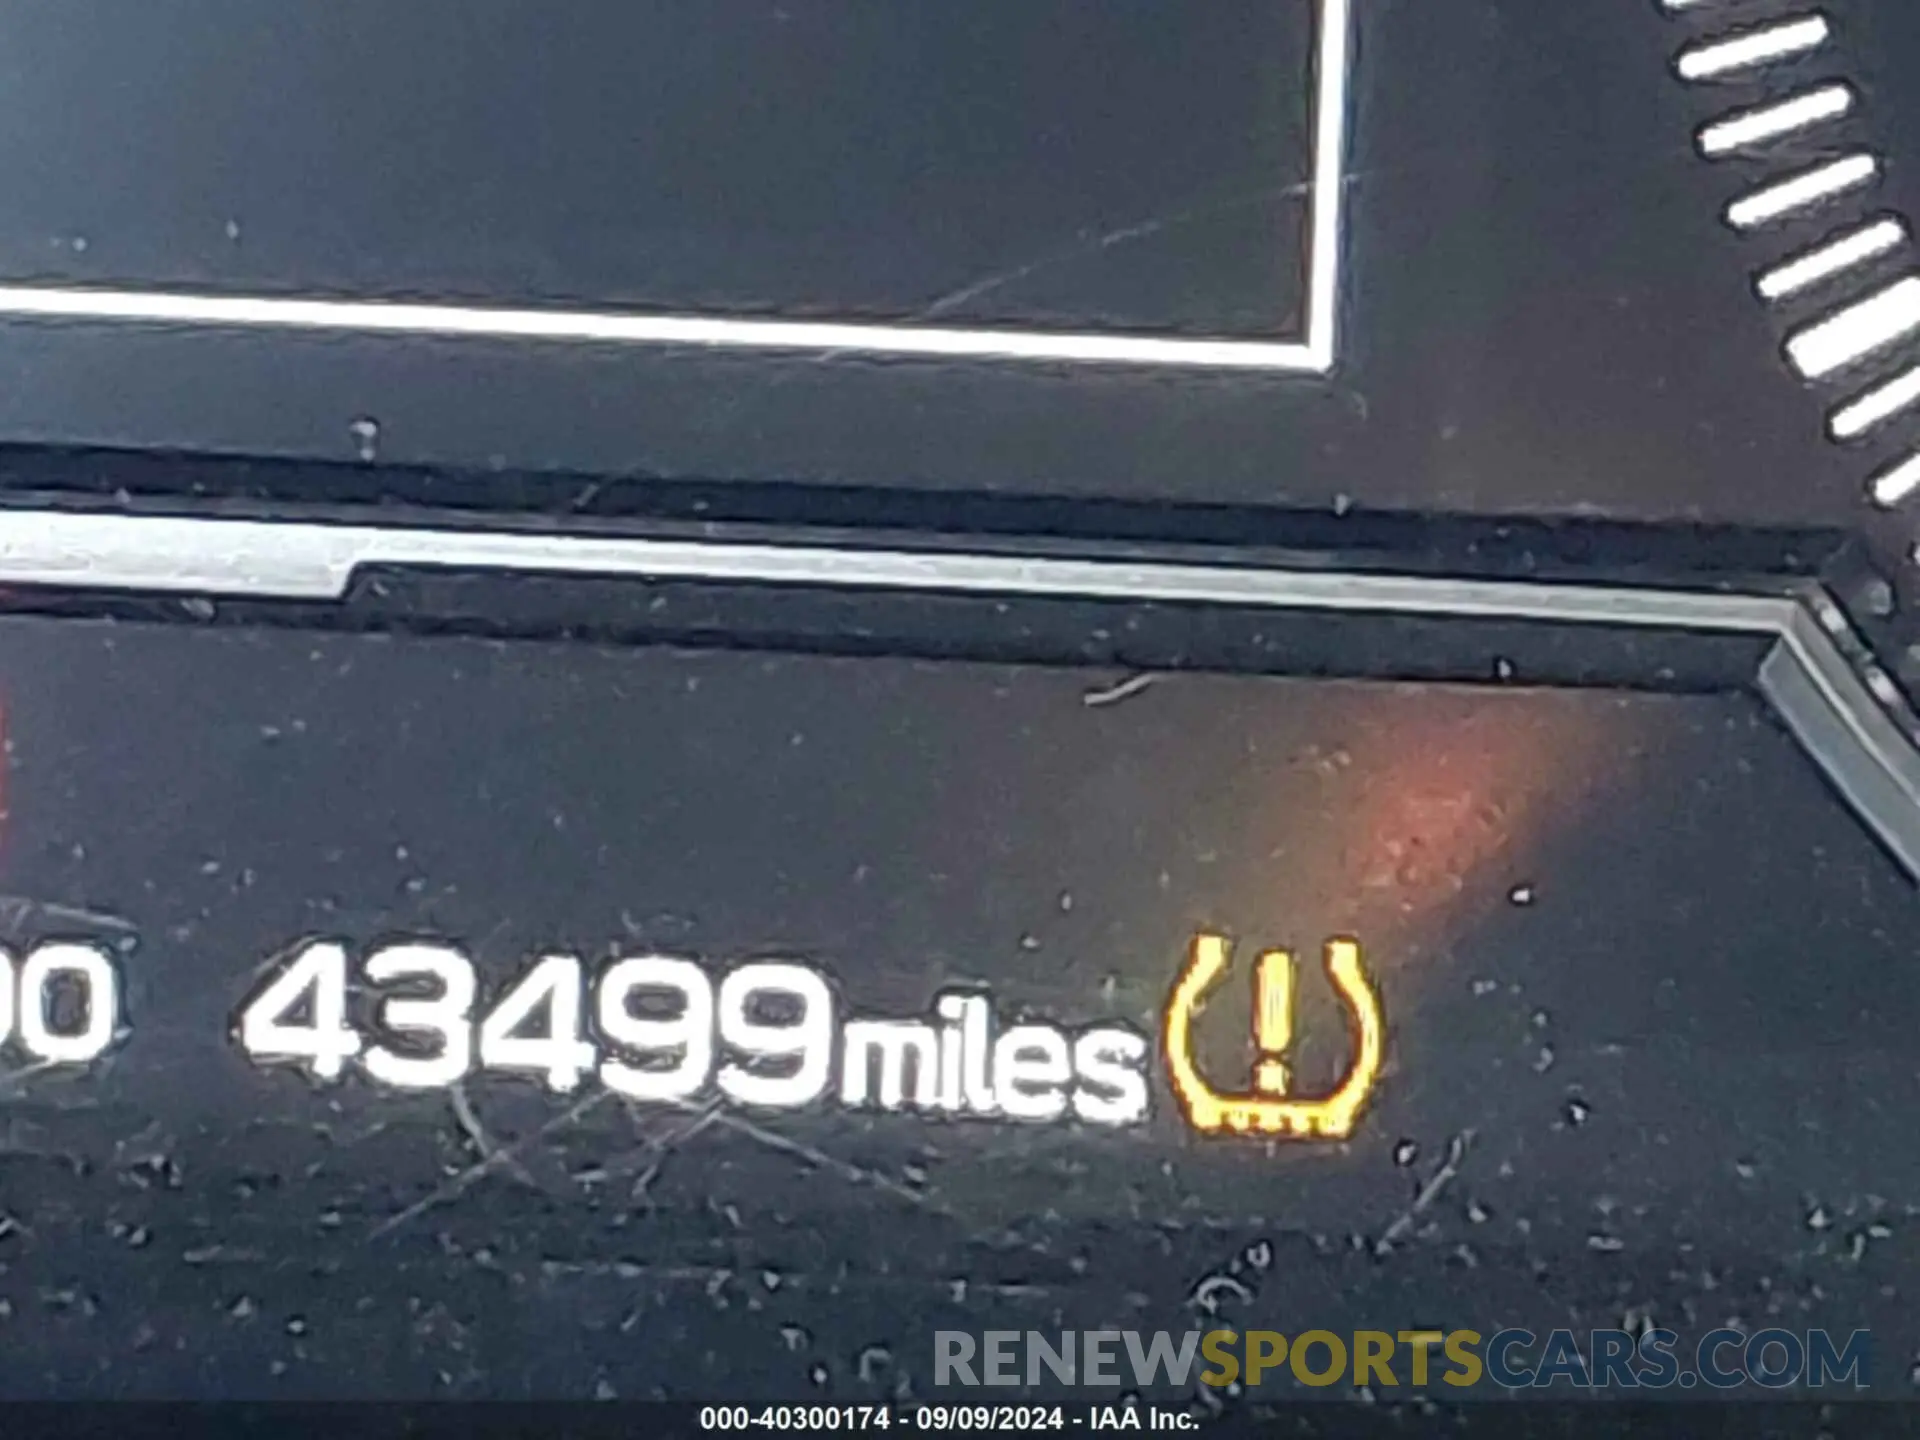 43499miles
RENEWSPORTSCARS.COM
000-40300174 - 09/09/2024 - IAA Inc.